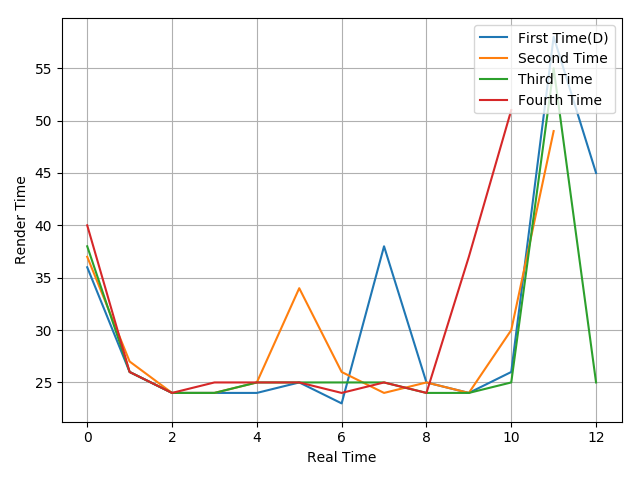 First Time(D)
Second Time
Third Time
Fourth Time
55
50
45
40
35
30
25
Render Time
0 2 4 6 8 10 12
Real Time